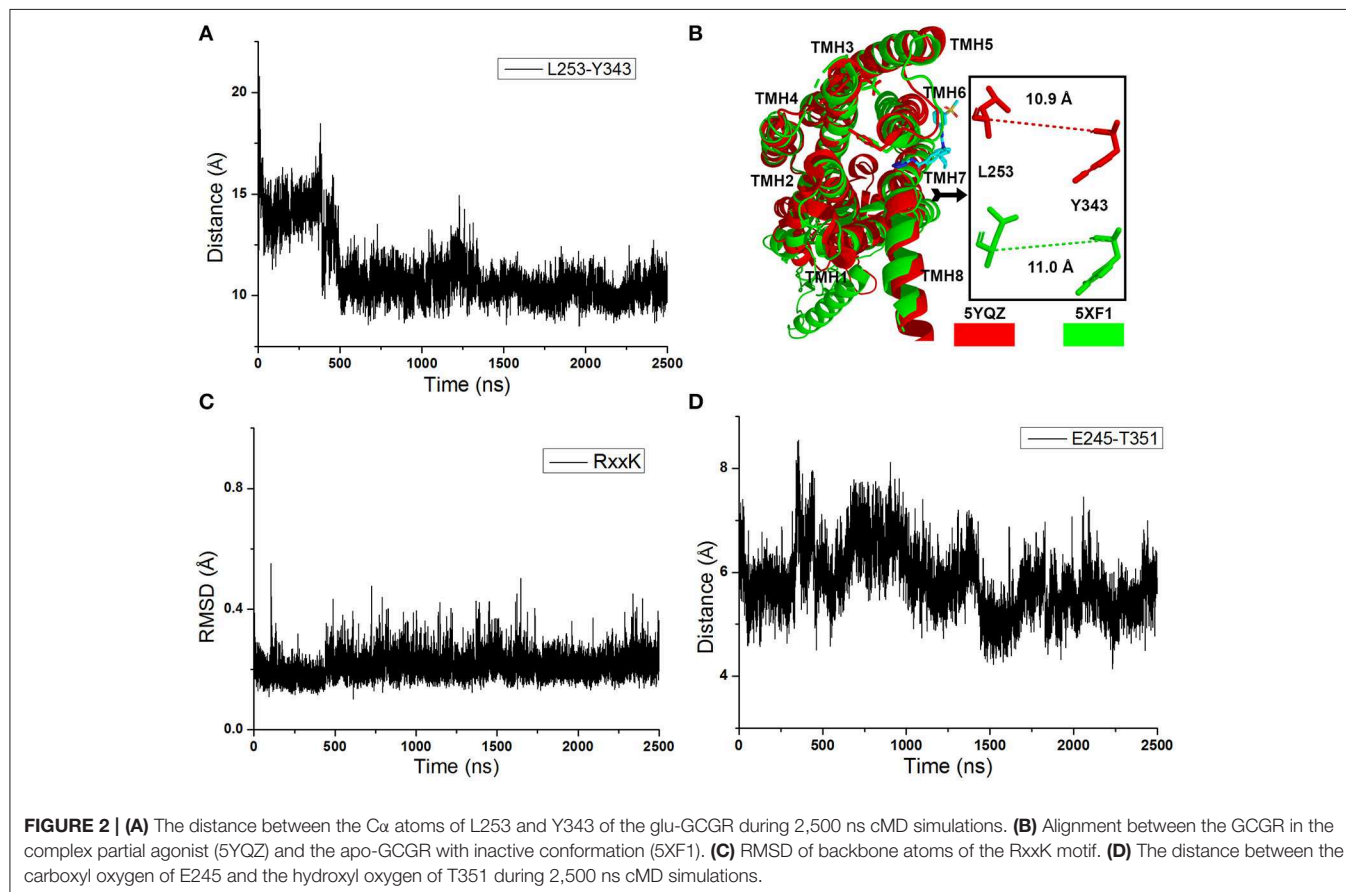 A
L253-Y343
20
15
10
Distance (Å)
0 500 1000 1500 2000 2500
Time (ns)
B
TMH3
TMH5
TMH4
TMH6
10.9 Å
TMH2
TMH7
L253
Y343
11.0 Å
TMH1
TMH8
5YQZ 5XF1
C
RxxK
0.8
0.4
0.0
RMSD (Å)
0 500 1000 1500 2000 2500
Time (ns)
D
E245-T351
8
6
4
Distance (Å)
0 500 1000 1500 2000 2500
Time (ns)
FIGURE 2 | (A) The distance between the Cα atoms of L253 and Y343 of the glu-GCGR during 2,500 ns cMD simulations. (B) Alignment between the GCGR in the
complex partial agonist (5YQZ) and the apo-GCGR with inactive conformation (5XF1). (C) RMSD of backbone atoms of the RxxK motif. (D) The distance between the
carboxyl oxygen of E245 and the hydroxyl oxygen of T351 during 2,500 ns cMD simulations.